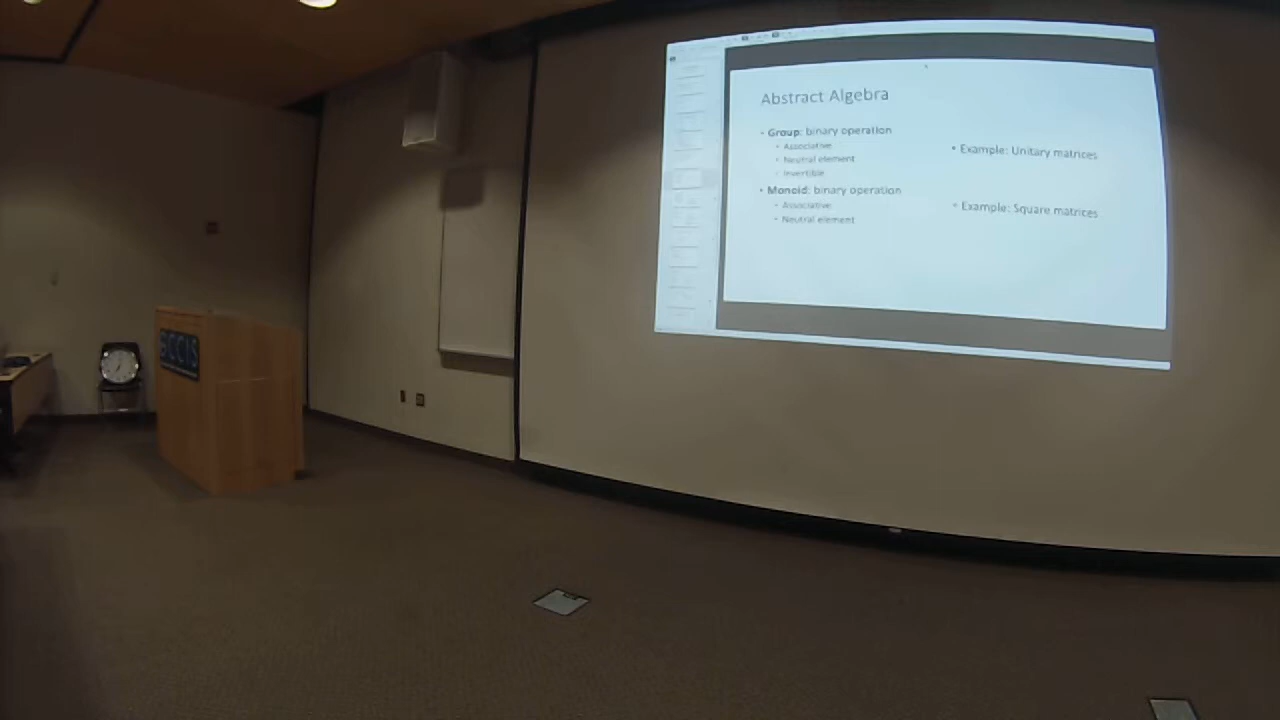 Abstract Algebra
• Group: binary operation
• Associative
• Neutral element
• Invertible
• Example: Unitary matrices
• Monoid: binary operation
• Associative
• Neutral element
• Example: Square matrices
CCIS